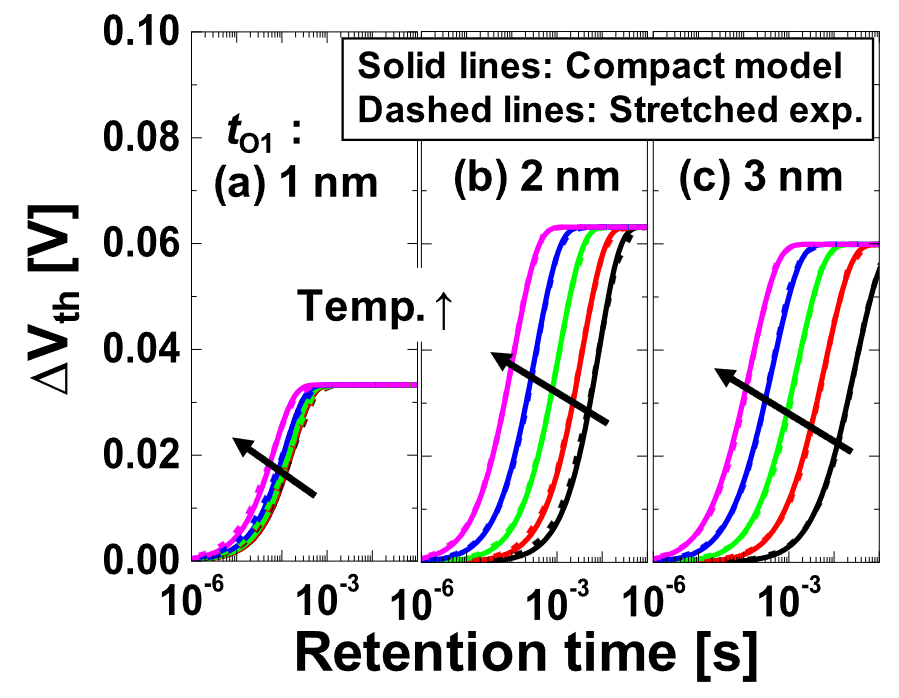 Solid lines: Compact model
Dashed lines: Stretched exp.
tO1 :
(a) 1 nm
(b) 2 nm
(c) 3 nm
Temp.↑
ΔVth [V]
0.10
0.08
0.06
0.04
0.02
0.00
10-6
10-3
10-6
10-3
10-6
10-3
Retention time [s]